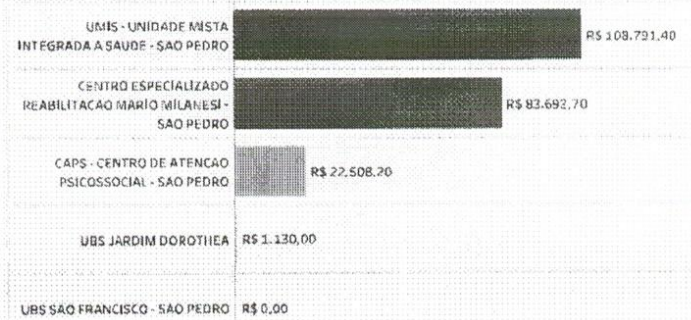 UMIS - UNIDADE MISTA
INTEGRADA A SAUDE - SAO PEDRO
R$ 108.791,40
CENTRO ESPECIALIZADO
REABILITACAO MARIO MILANESI -
SAO PEDRO
R$ 83.692,70
CAPS - CENTRO DE ATENCAO
PSICOSSOCIAL - SAO PEDRO
R$ 22.508,20
UBS JARDIM DOROTHEA
R$ 1.130,00
UBS SAO FRANCISCO - SAO PEDRO
R$ 0,00